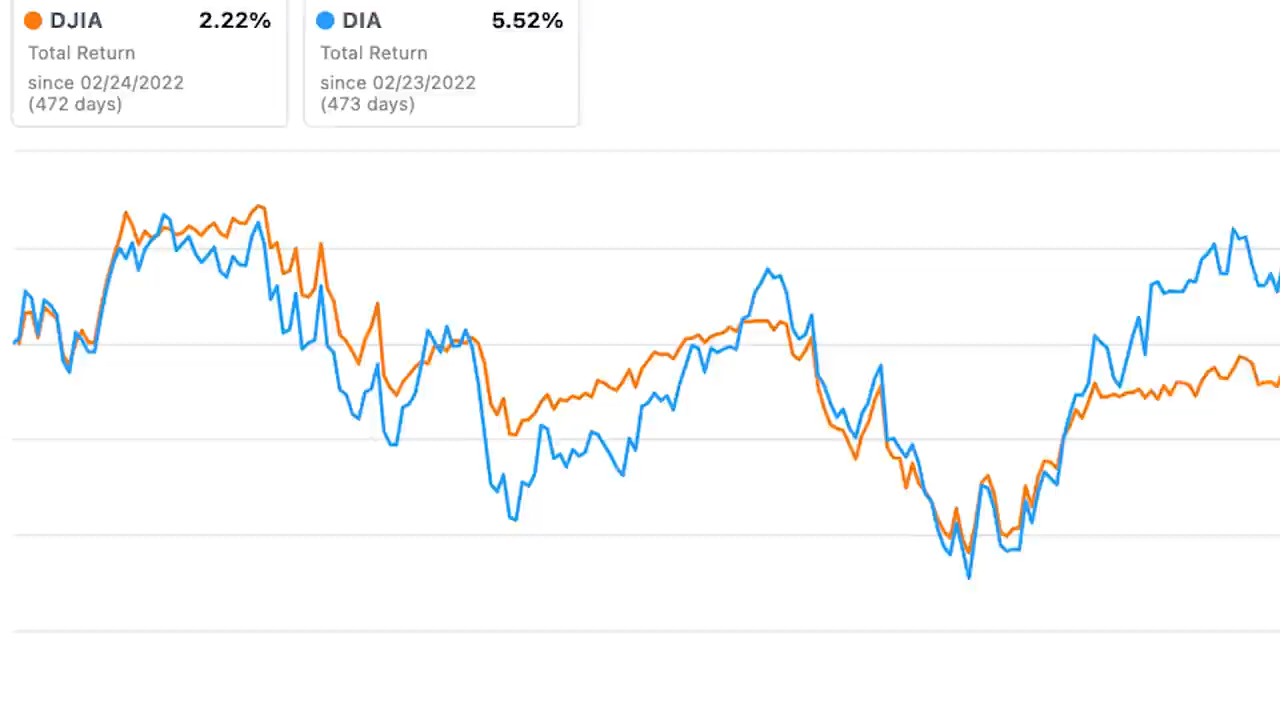 DJIA 2.22%
Total Return
since 02/24/2022
(472 days)
DIA 5.52%
Total Return
since 02/23/2022
(473 days)